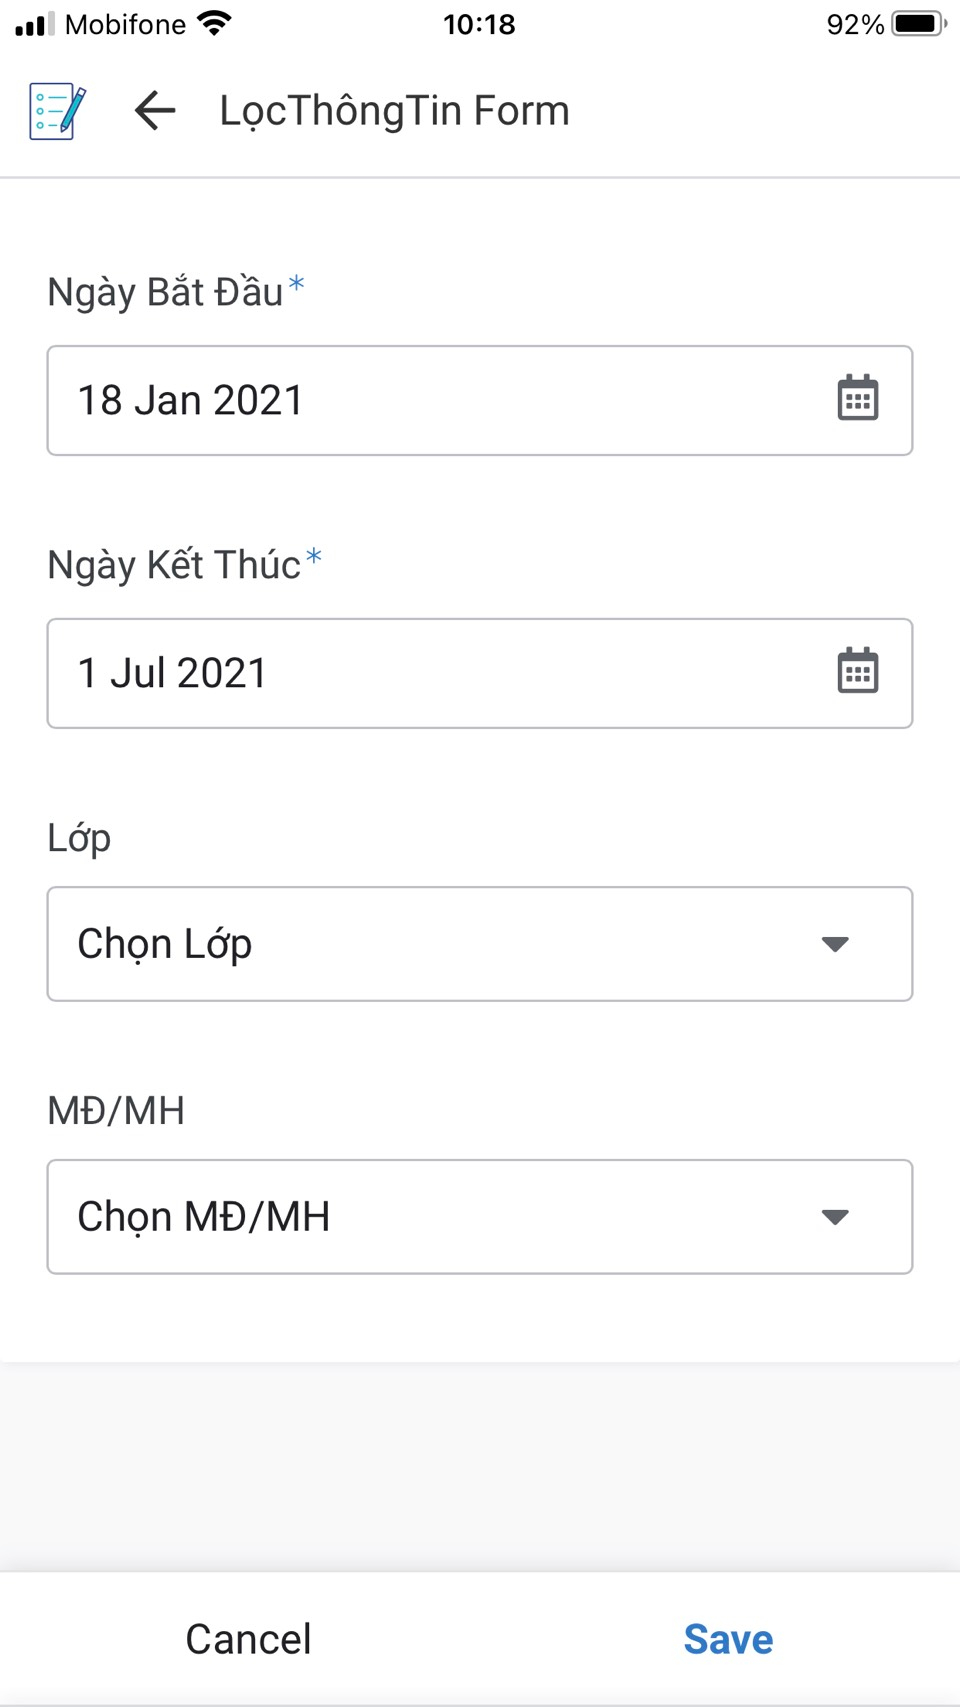 Mobifone 10:18 92%
LọcThôngTin Form
Ngày Bắt Đầu*
18 Jan 2021
Ngày Kết Thúc*
1 Jul 2021
Lớp
Chọn Lớp
MĐ/MH
Chọn MĐ/MH
Cancel Save